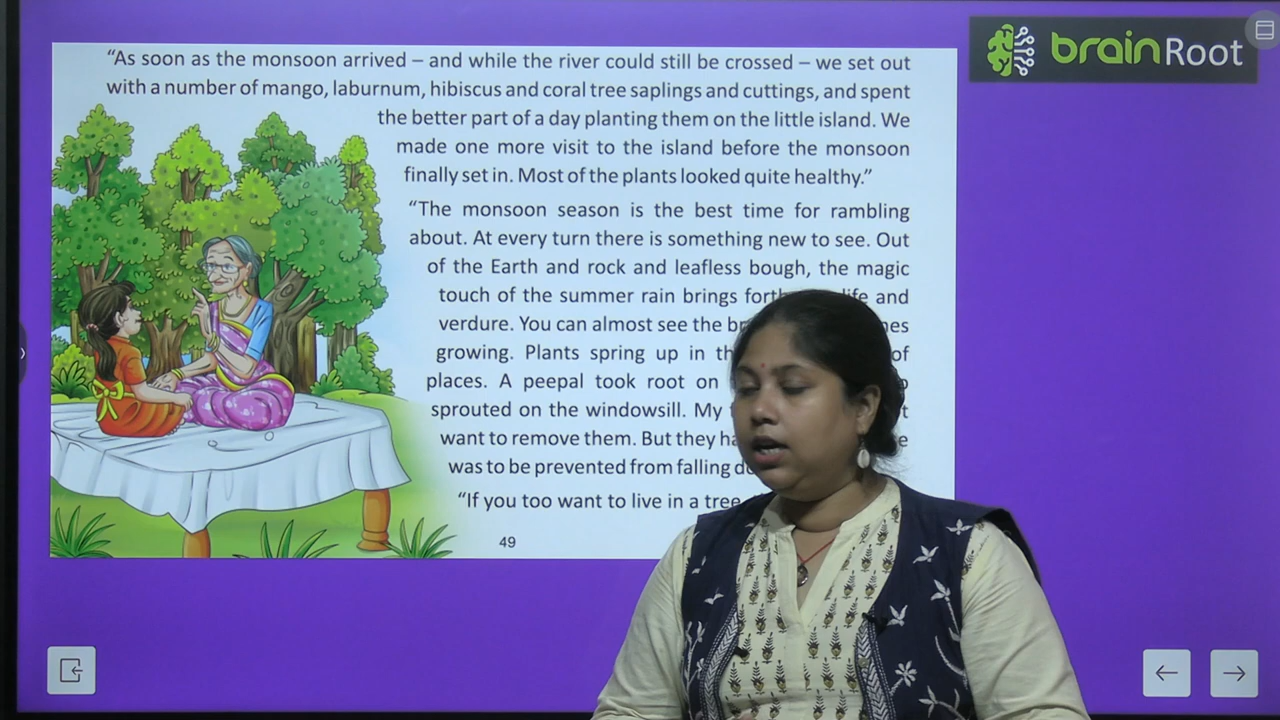 brainRoot
“As soon as the monsoon arrived – and while the river could still be crossed – we set out
with a number of mango, laburnum, hibiscus and coral tree saplings and cuttings, and spent
the better part of a day planting them on the little island. We
made one more visit to the island before the monsoon
finally set in. Most of the plants looked quite healthy.”
“The monsoon season is the best time for rambling
about. At every turn there is something new to see. Out
of the Earth and rock and leafless bough, the magic
touch of the summer rain brings life and
verdure. You can almost see the
growing. Plants spring up in of
places. A peepal took root on
sprouted on the windowsill. My
want to remove them. But they
was to be prevented from falling
“If you too want to live in a tree
49